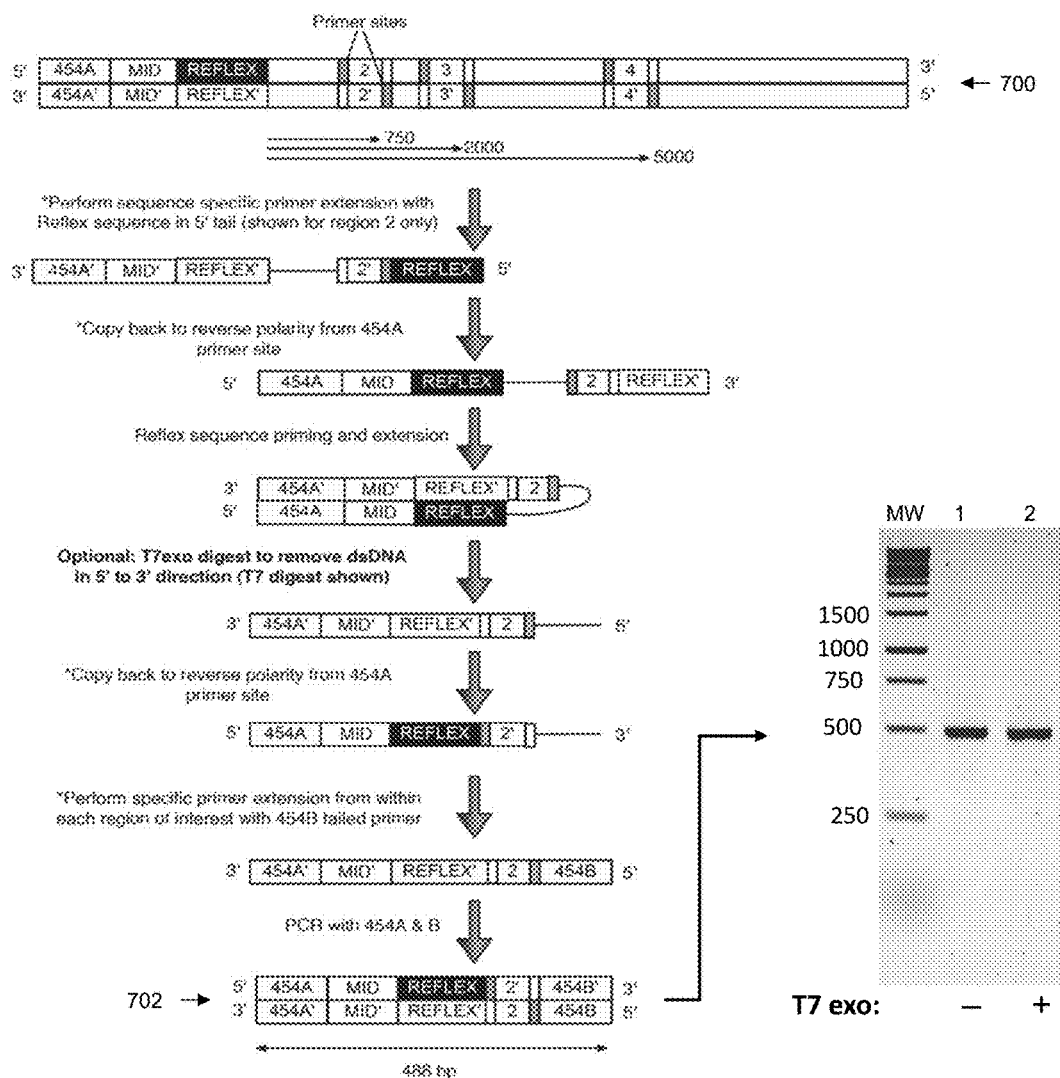 Primer sites
5' 454A MID REFLEX 2 3 4 3'
3' 454A' MID' REFLEX' 2' 3' 4' 5'
← 700
750
2000
5000
*Perform sequence specific primer extension with
Reflex sequence in 5' tail (shown for region 2 only)
3' 454A' MID' REFLEX' 2' REFLEX 5'
*Copy back to reverse polarity from 454A
primer site
5' 454A MID REFLEX 2 REFLEX' 3'
Reflex sequence priming and extension
3' 454A' MID' REFLEX' 2
5' 454A MID REFLEX
Optional: T7exo digest to remove dsDNA
in 5' to 3' direction (T7 digest shown)
3' 454A' MID' REFLEX' 2 5'
*Copy back to reverse polarity from 454A
primer site
5' 454A MID REFLEX 2' 3'
*Perform specific primer extension from within
each region of interest with 454B tailed primer
3' 454A' MID' REFLEX' 2 454B 5'
PCR with 454A & B
702 →
5' 454A MID REFLEX 2' 454B' 3'
3' 454A' MID' REFLEX' 2 454B 5'
488 bp
MW 1 2
1500
1000
750
500
250
T7 exo: − +